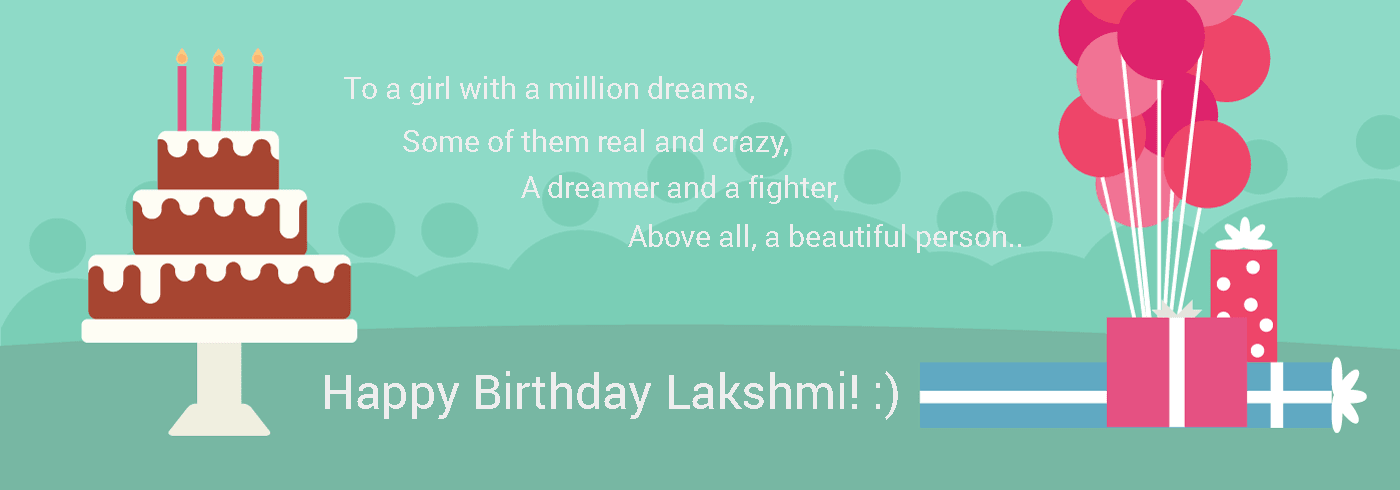 To a girl with a million dreams,
Some of them real and crazy,
A dreamer and a fighter,
Above all, a beautiful person..
Happy Birthday Lakshmi! :)